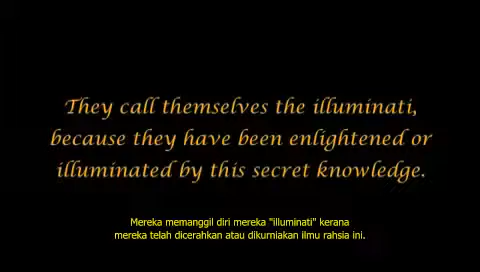 They call themselves the illuminati,
because they have been enlightened or
illuminated by this secret knowledge.
Mereka memanggil diri mereka "illuminati" kerana
mereka telah dicerahkan atau dikurniakan ilmu rahsia ini.